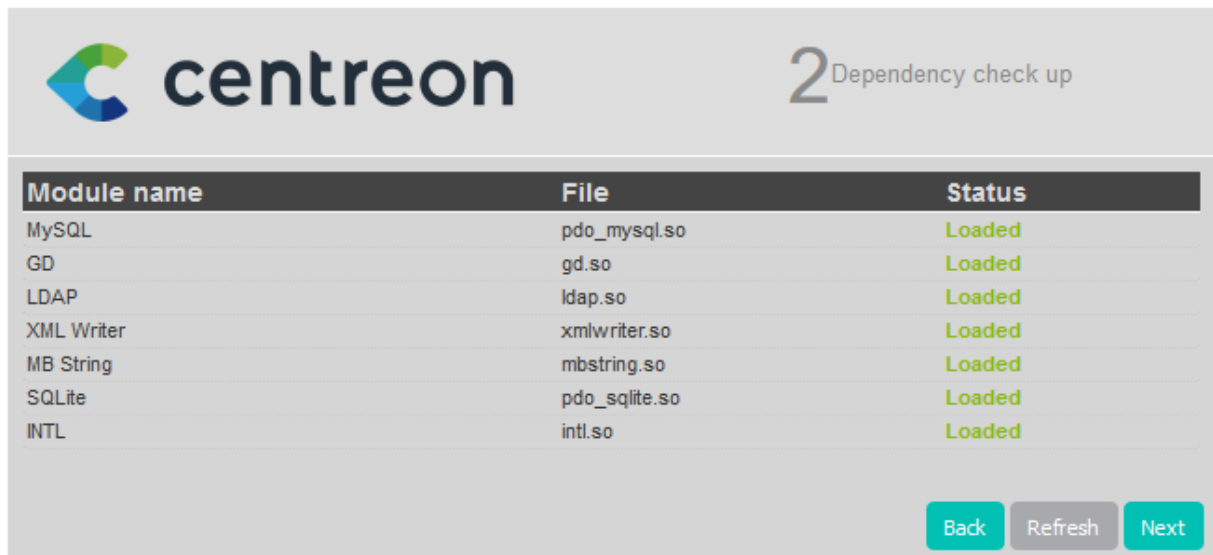 centreon
2 Dependency check up
Module name File Status
MySQL pdo_mysql.so Loaded
GD gd.so Loaded
LDAP ldap.so Loaded
XML Writer xmlwriter.so Loaded
MB String mbstring.so Loaded
SQLite pdo_sqlite.so Loaded
INTL intl.so Loaded
Back Refresh Next